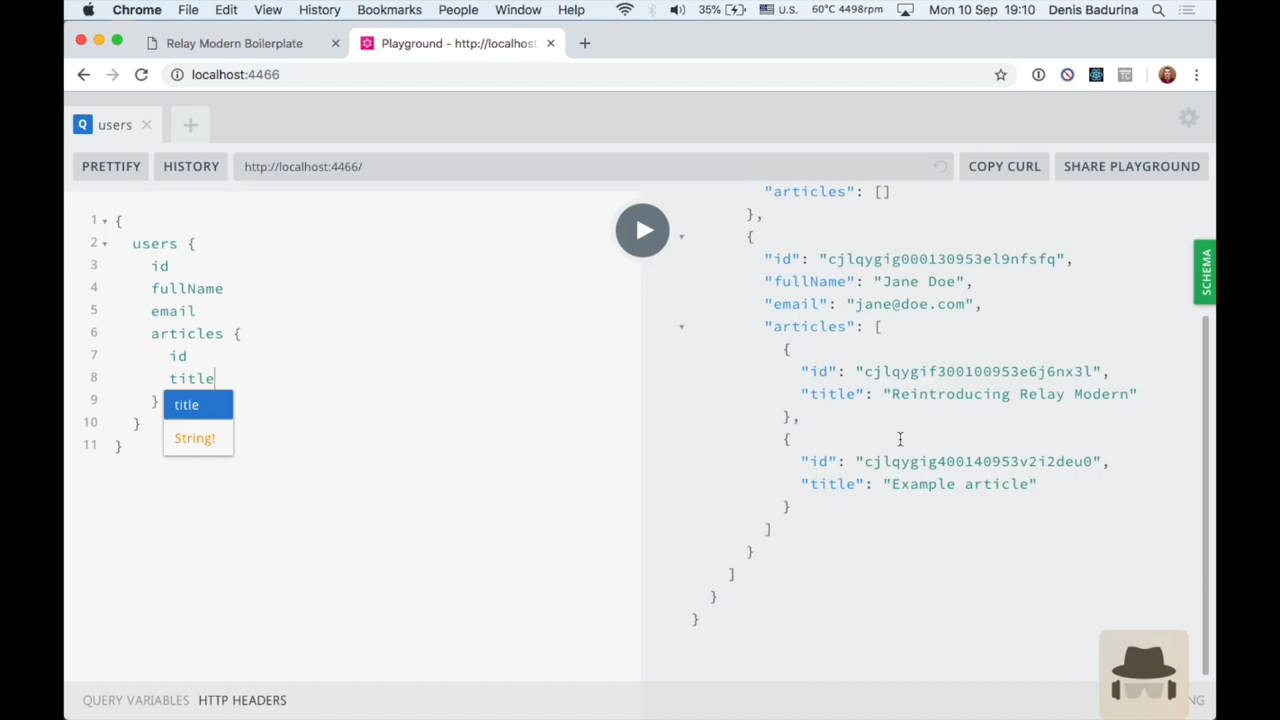 Chrome File Edit View History Bookmarks People Window Help 35% U.S. 60°C 4498rpm Mon 10 Sep 19:10 Denis Badurina
Relay Modern Boilerplate × Playground - http://localhost: × +
localhost:4466
Q users × +
PRETTIFY HISTORY http://localhost:4466/ COPY CURL SHARE PLAYGROUND
1 {
2 users {
3 id
4 fullName
5 email
6 articles {
7 id
8 title
9 }
10 }
11 }
title
String!
"articles": []
},
{
"id": "cjlqygig000130953el9nfsfq",
"fullName": "Jane Doe",
"email": "jane@doe.com",
"articles": [
{
"id": "cjlqygif300100953e6j6nx3l",
"title": "Reintroducing Relay Modern"
},
{
"id": "cjlqygig400140953v2i2deu0",
"title": "Example article"
}
]
}
]
}
}
SCHEMA
QUERY VARIABLES HTTP HEADERS